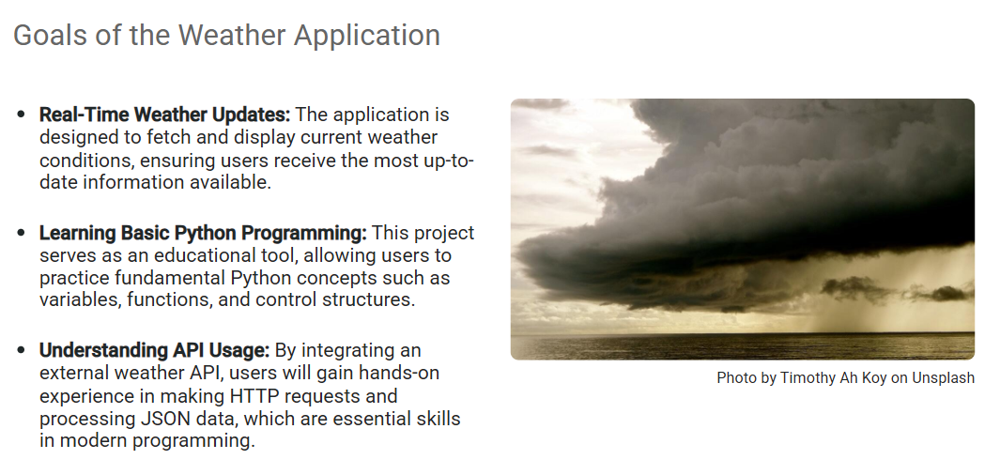 Goals of the Weather Application
• Real-Time Weather Updates: The application is
designed to fetch and display current weather
conditions, ensuring users receive the most up-to-
date information available.
• Learning Basic Python Programming: This project
serves as an educational tool, allowing users to
practice fundamental Python concepts such as
variables, functions, and control structures.
• Understanding API Usage: By integrating an
external weather API, users will gain hands-on
experience in making HTTP requests and
processing JSON data, which are essential skills
in modern programming.
Photo by Timothy Ah Koy on Unsplash